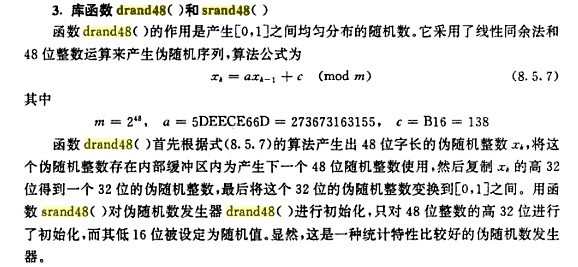 3. 库函数 drand48( )和 srand48( )
函数 drand48( )的作用是产生[0,1]之间均匀分布的随机数。它采用了线性同余法和
48 位整数运算来产生伪随机序列,算法公式为
xₖ = axₖ₋₁ + c (mod m) (8.5.7)
其中
m = 2⁴⁸, a = 5DEECE66D = 273673163155, c = B16 = 138
函数 drand48( )首先根据式(8.5.7)的算法产生出 48 位字长的伪随机整数 xₖ,将这
个伪随机整数存在内部缓冲区内为产生下一个 48 位随机整数使用,然后复制 xₖ 的高 32
位得到一个 32 位的伪随机整数,最后将这个 32 位的伪随机整数变换到[0,1]之间。用函
数 srand48( )对伪随机数发生器 drand48( )进行初始化,只对 48 位整数的高 32 位进行
了初始化,而其低 16 位被设定为随机值。显然,这是一种统计特性比较好的伪随机数发生
器。